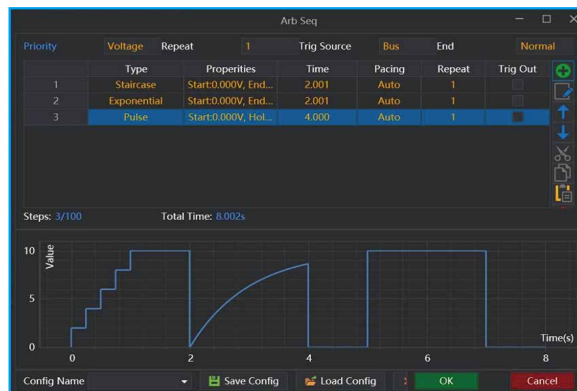 Arb Seq
Priority Voltage Repeat 1 Trig Source Bus End Normal
Type Properities Time Pacing Repeat Trig Out
1 Staircase Start:0.000V, End... 2.001 Auto 1
2 Exponential Start:0.000V, End... 2.001 Auto 1
3 Pulse Start:0.000V, Hol... 4.000 Auto 1
Steps: 3/100 Total Time: 8.002s
10
Value
5
0
Time(s)
0 2 4 6 8
Config Name Save Config Load Config OK Cancel